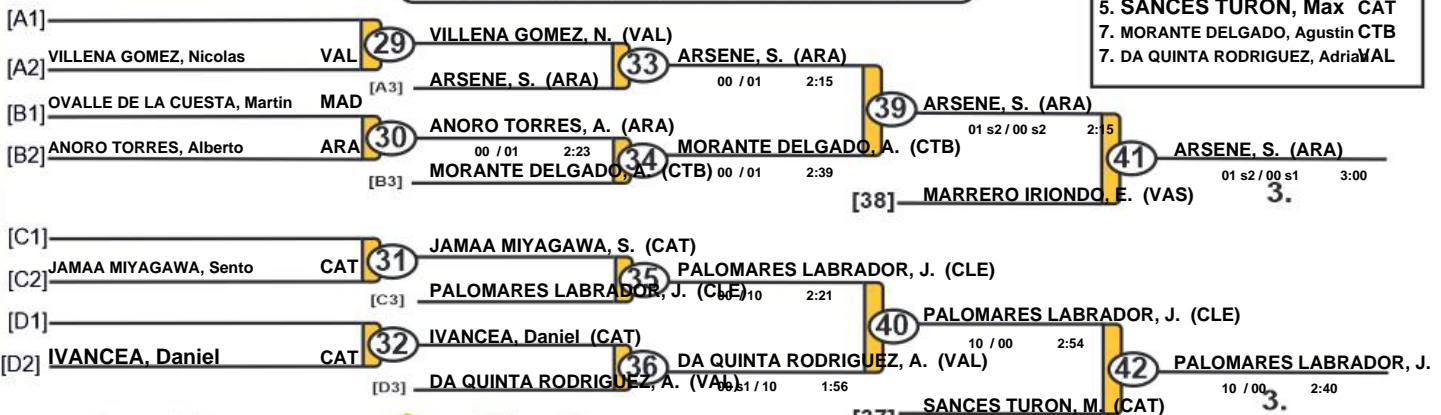 5. SANCES TURON, Max CAT
[A1]
7. MORANTE DELGADO, Agustin CTB
VILLENA GOMEZ, N. (VAL)
29
7. DA QUINTA RODRIGUEZ, Adrian VAL
[A2] VILLENA GOMEZ, Nicolas VAL
33
ARSENE, S. (ARA)
[A3] ARSENE, S. (ARA)
00 / 01 2:15
[B1] OVALLE DE LA CUESTA, Martin MAD
39
ARSENE, S. (ARA)
01 s2 / 00 s2 2:15
30
ANORO TORRES, A. (ARA)
[B2] ANORO TORRES, Alberto ARA
00 / 01 2:23
34
MORANTE DELGADO, A. (CTB)
41
ARSENE, S. (ARA)
[B3] MORANTE DELGADO, A. (CTB)
00 / 01 2:39
01 s2 / 00 s1 3:00
3.
[38] MARRERO IRIONDO, E. (VAS)
[C1]
31
JAMAA MIYAGAWA, S. (CAT)
[C2] JAMAA MIYAGAWA, Sento CAT
35
PALOMARES LABRADOR, J. (CLE)
[C3] PALOMARES LABRADOR, J. (CLE)
00 / 10 2:21
[D1]
40
PALOMARES LABRADOR, J. (CLE)
10 / 00 2:54
32
IVANCEA, Daniel (CAT)
[D2] IVANCEA, Daniel CAT
36
DA QUINTA RODRIGUEZ, A. (VAL)
42
PALOMARES LABRADOR, J.
[D3] DA QUINTA RODRIGUEZ, A. (VAL)
00 s1 / 10 1:56
10 / 00 2:40
3.
[37] SANCES TURON, M. (CAT)